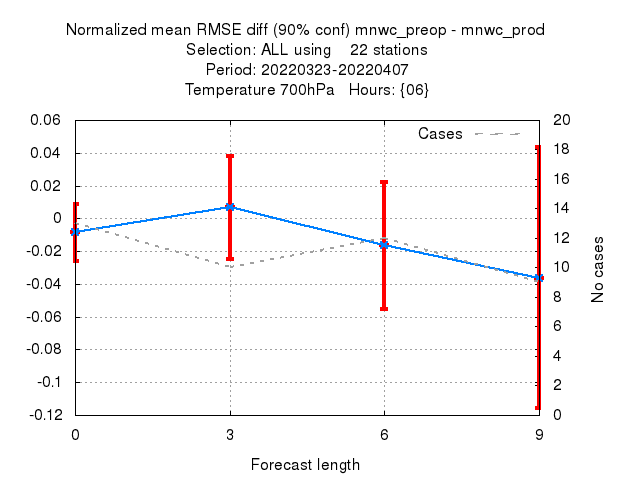 Normalized mean RMSE diff (90% conf) mnwc_preop - mnwc_prod
Selection: ALL using    22 stations
Period: 20220323-20220407
Temperature 700hPa   Hours: {06}
0.06
0.04
0.02
0
-0.02
-0.04
-0.06
-0.08
-0.1
-0.12
Cases
20
18
16
14
12
10
8
6
4
2
0
No cases
0 3 6 9
Forecast length